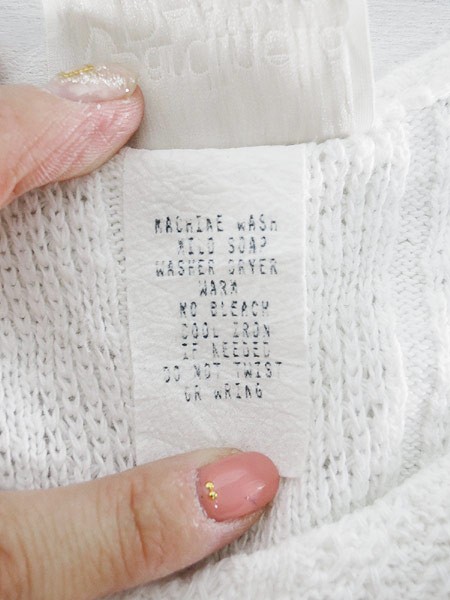 MACHINE WASH
MILD SOAP
WASHER DRYER
WARM
NO BLEACH
COOL IRON
IF NEEDED
DO NOT TWIST
OR WRING